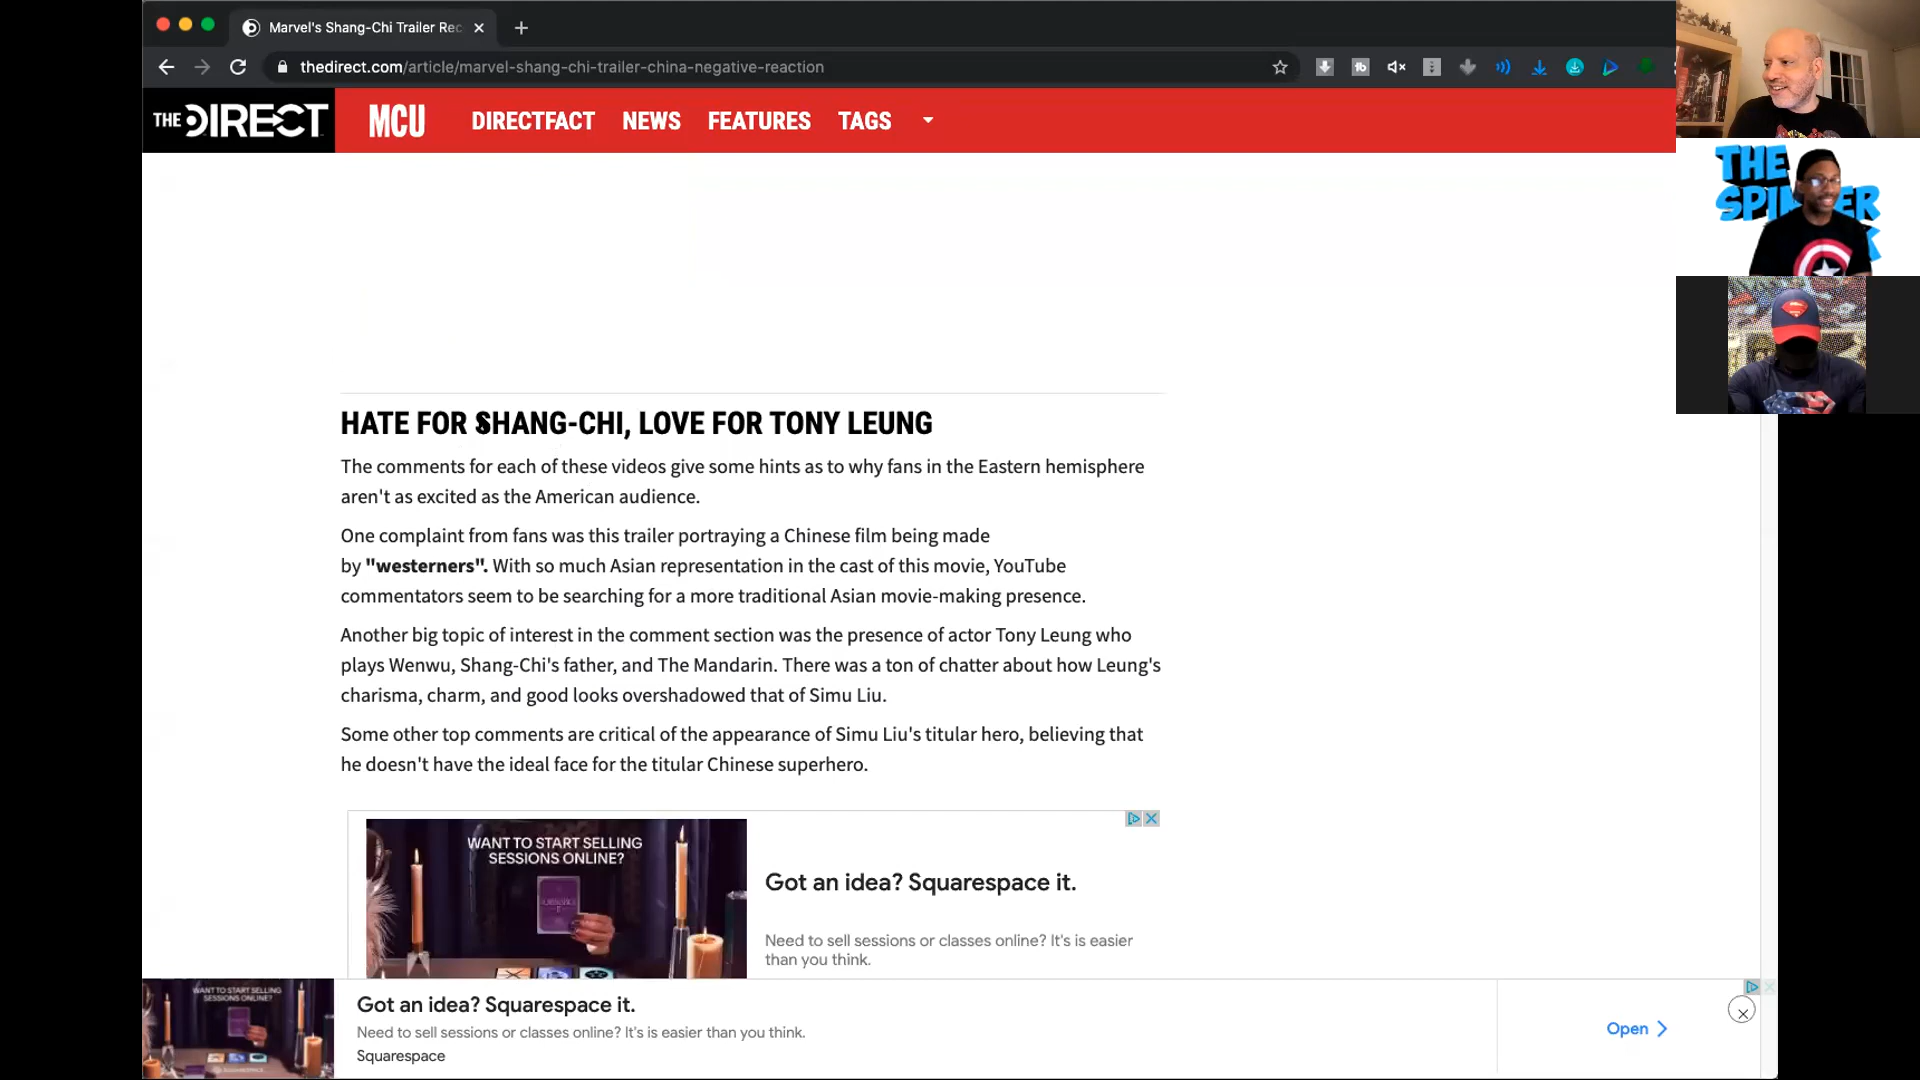 Marvel's Shang-Chi Trailer Rec
thedirect.com/article/marvel-shang-chi-trailer-china-negative-reaction
THE DIRECT
MCU
DIRECTFACT
NEWS
FEATURES
TAGS
THE
HATE FOR SHANG-CHI, LOVE FOR TONY LEUNG
The comments for each of these videos give some hints as to why fans in the Eastern hemisphere
aren't as excited as the American audience.
One complaint from fans was this trailer portraying a Chinese film being made
by "westerners". With so much Asian representation in the cast of this movie, YouTube
commentators seem to be searching for a more traditional Asian movie-making presence.
Another big topic of interest in the comment section was the presence of actor Tony Leung who
plays Wenwu, Shang-Chi's father, and The Mandarin. There was a ton of chatter about how Leung's
charisma, charm, and good looks overshadowed that of Simu Liu.
Some other top comments are critical of the appearance of Simu Liu's titular hero, believing that
he doesn't have the ideal face for the titular Chinese superhero.
WANT TO START SELLING
SESSIONS ONLINE?
Got an idea? Squarespace it.
Need to sell sessions or classes online? It's is easier
than you think.
WANT TO START SELLING
SESSIONS ONLINE?
Got an idea? Squarespace it.
Need to sell sessions or classes online? It's is easier than you think.
Squarespace
Open